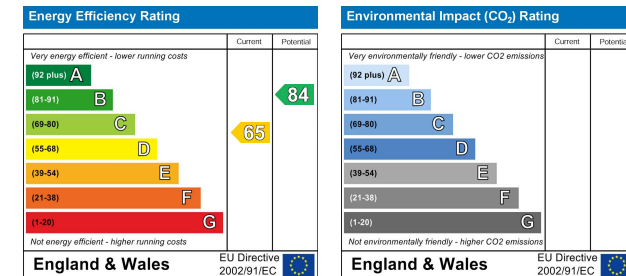 Energy Efficiency Rating
Current Potential
Very energy efficient - lower running costs
(92 plus) A
(81-91) B
84
(69-80) C
65
(55-68) D
(39-54) E
(21-38) F
(1-20) G
Not energy efficient - higher running costs
England & Wales
EU Directive
2002/91/EC
Environmental Impact (CO₂) Rating
Current Potential
Very environmentally friendly - lower CO2 emissions
(92 plus) A
(81-91) B
(69-80) C
(55-68) D
(39-54) E
(21-38) F
(1-20) G
Not environmentally friendly - higher CO2 emissions
England & Wales
EU Directive
2002/91/EC